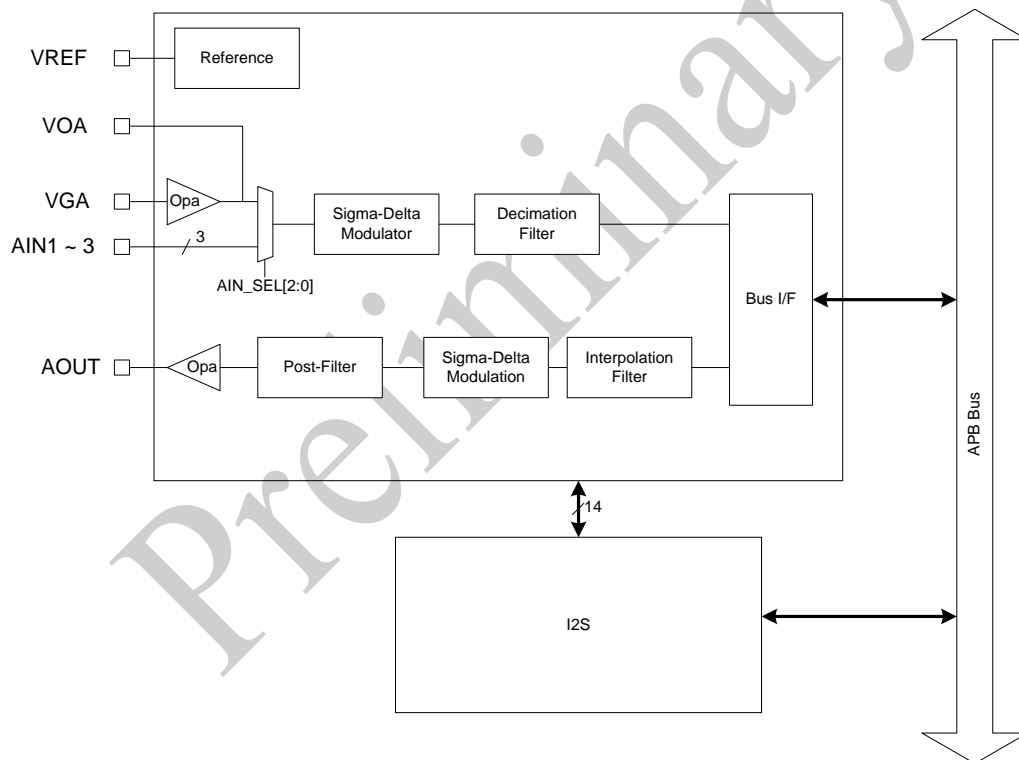 VREF
Reference
VOA
VGA
Opa
AIN1 ~ 3
3
AIN_SEL[2:0]
Sigma-Delta
Modulator
Decimation
Filter
Bus I/F
AOUT
Opa
Post-Filter
Sigma-Delta
Modulation
Interpolation
Filter
14
I2S
APB Bus
Preliminary